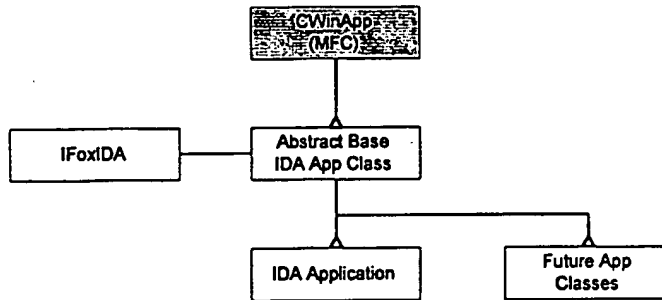 CWinApp
(MFC)
IFoxIDA
Abstract Base
IDA App Class
IDA Application
Future App
Classes